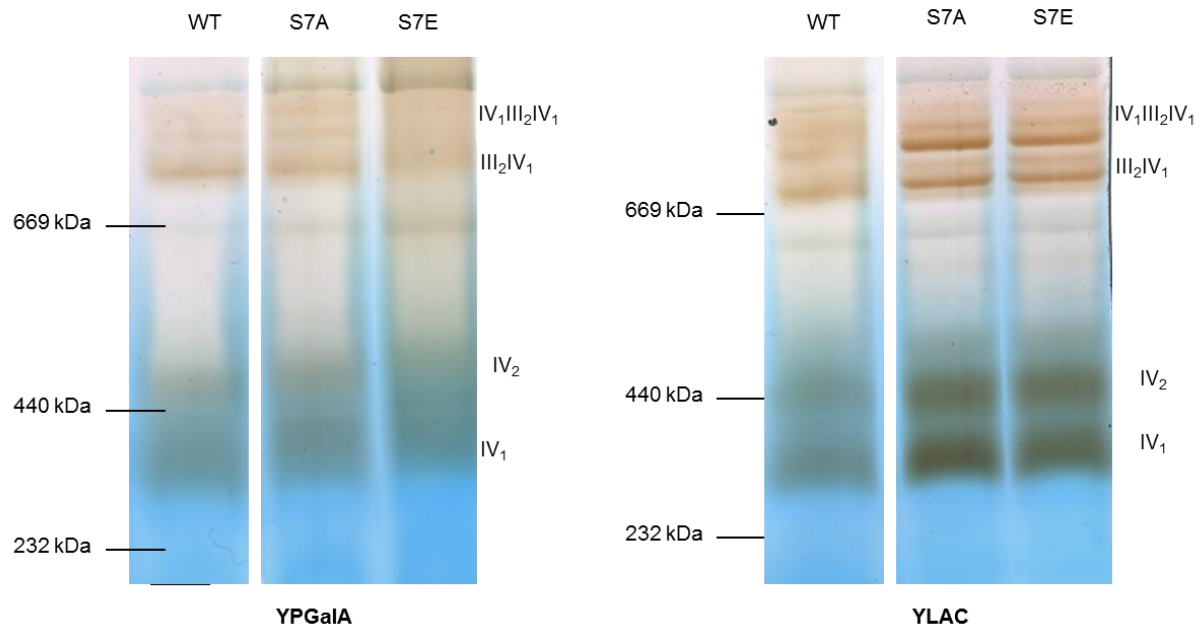 WT S7A S7E
IV₁III₂IV₁
III₂IV₁
669 kDa
IV₂
440 kDa
IV₁
232 kDa
YPGalA
WT S7A S7E
IV₁III₂IV₁
III₂IV₁
669 kDa
IV₂
440 kDa
IV₁
232 kDa
YLAC